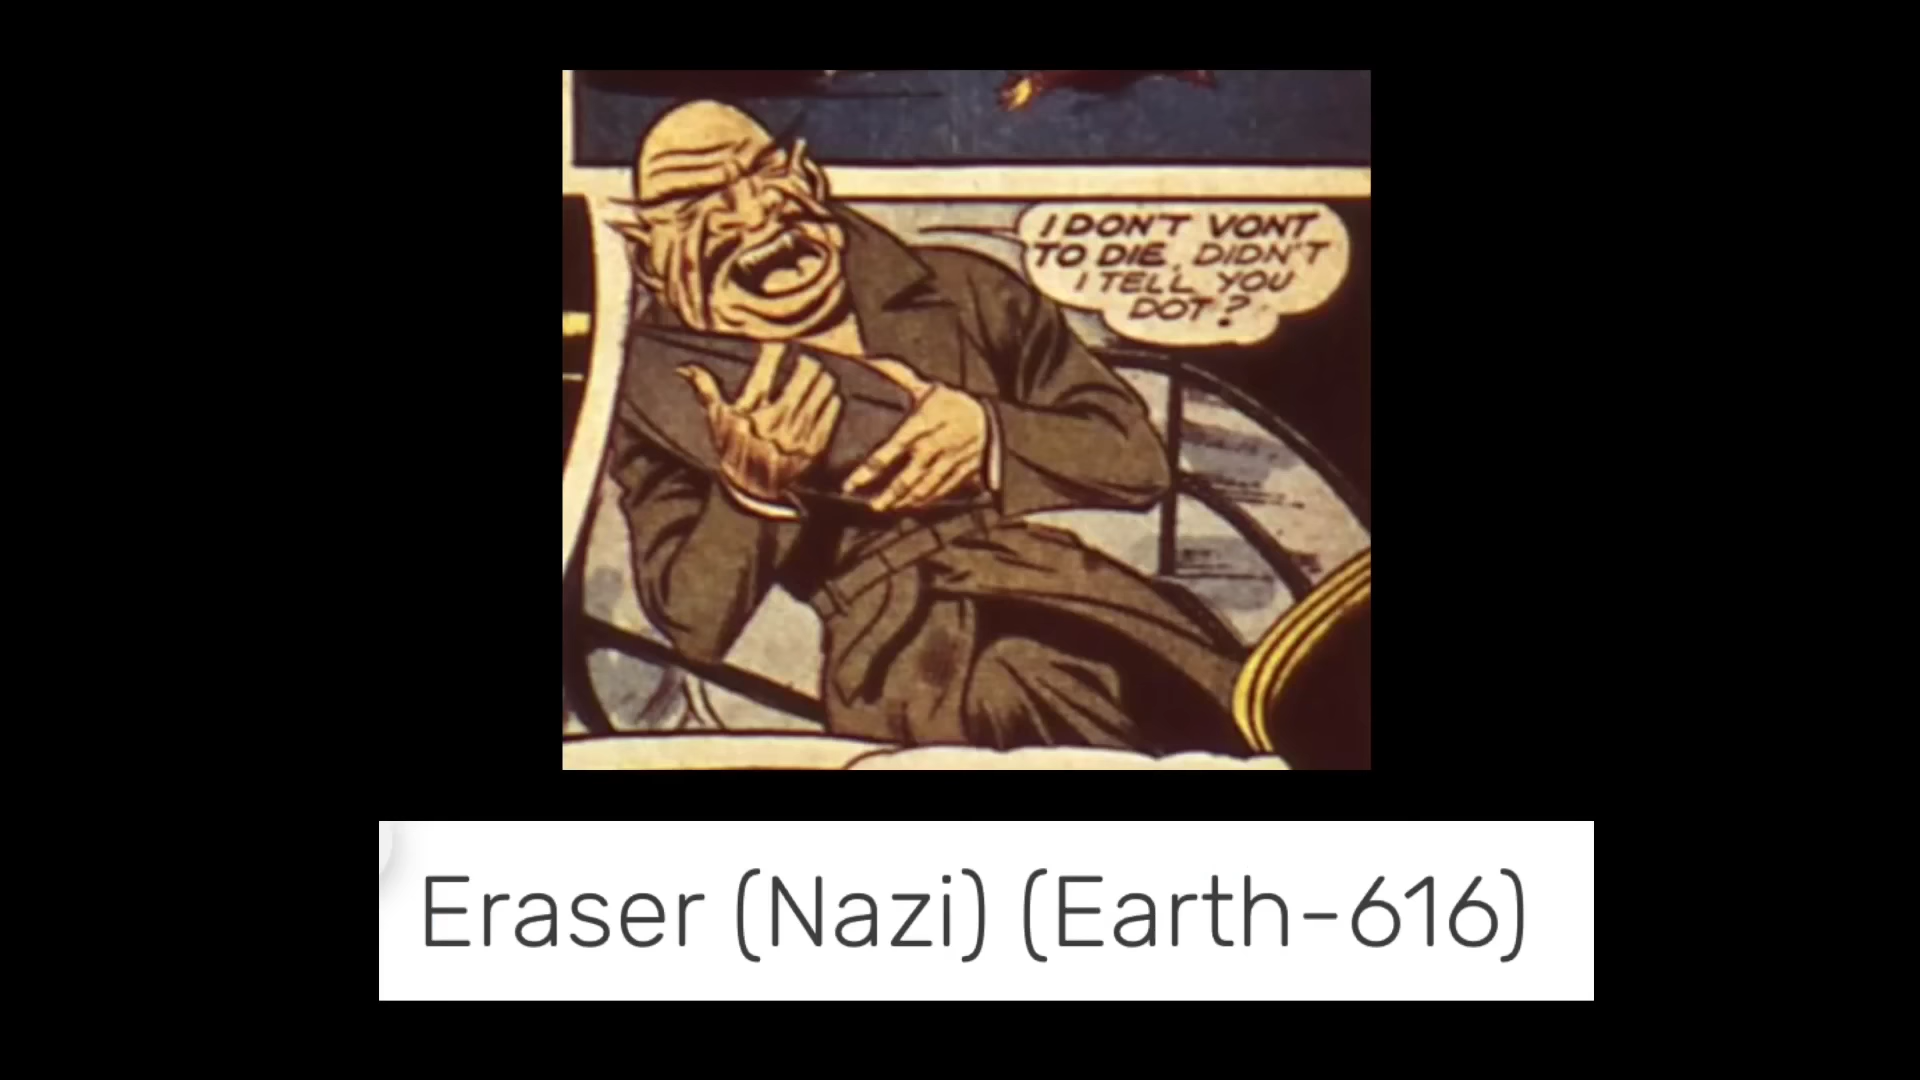 I DON'T VONT
TO DIE, DIDN'T
I TELL YOU
DOT?
Eraser (Nazi) (Earth-616)